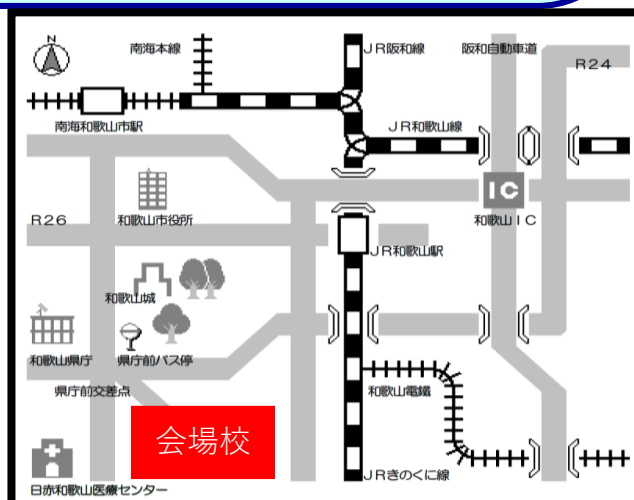 N
南海本線
JR阪和線
阪和自動車道
R24
南海和歌山市駅
JR和歌山線
IC
和歌山IC
R26
和歌山市役所
JR和歌山駅
和歌山城
和歌山県庁
県庁前バス停
県庁前交差点
和歌山電鐵
会場校
JRきのくに線
日赤和歌山医療センター